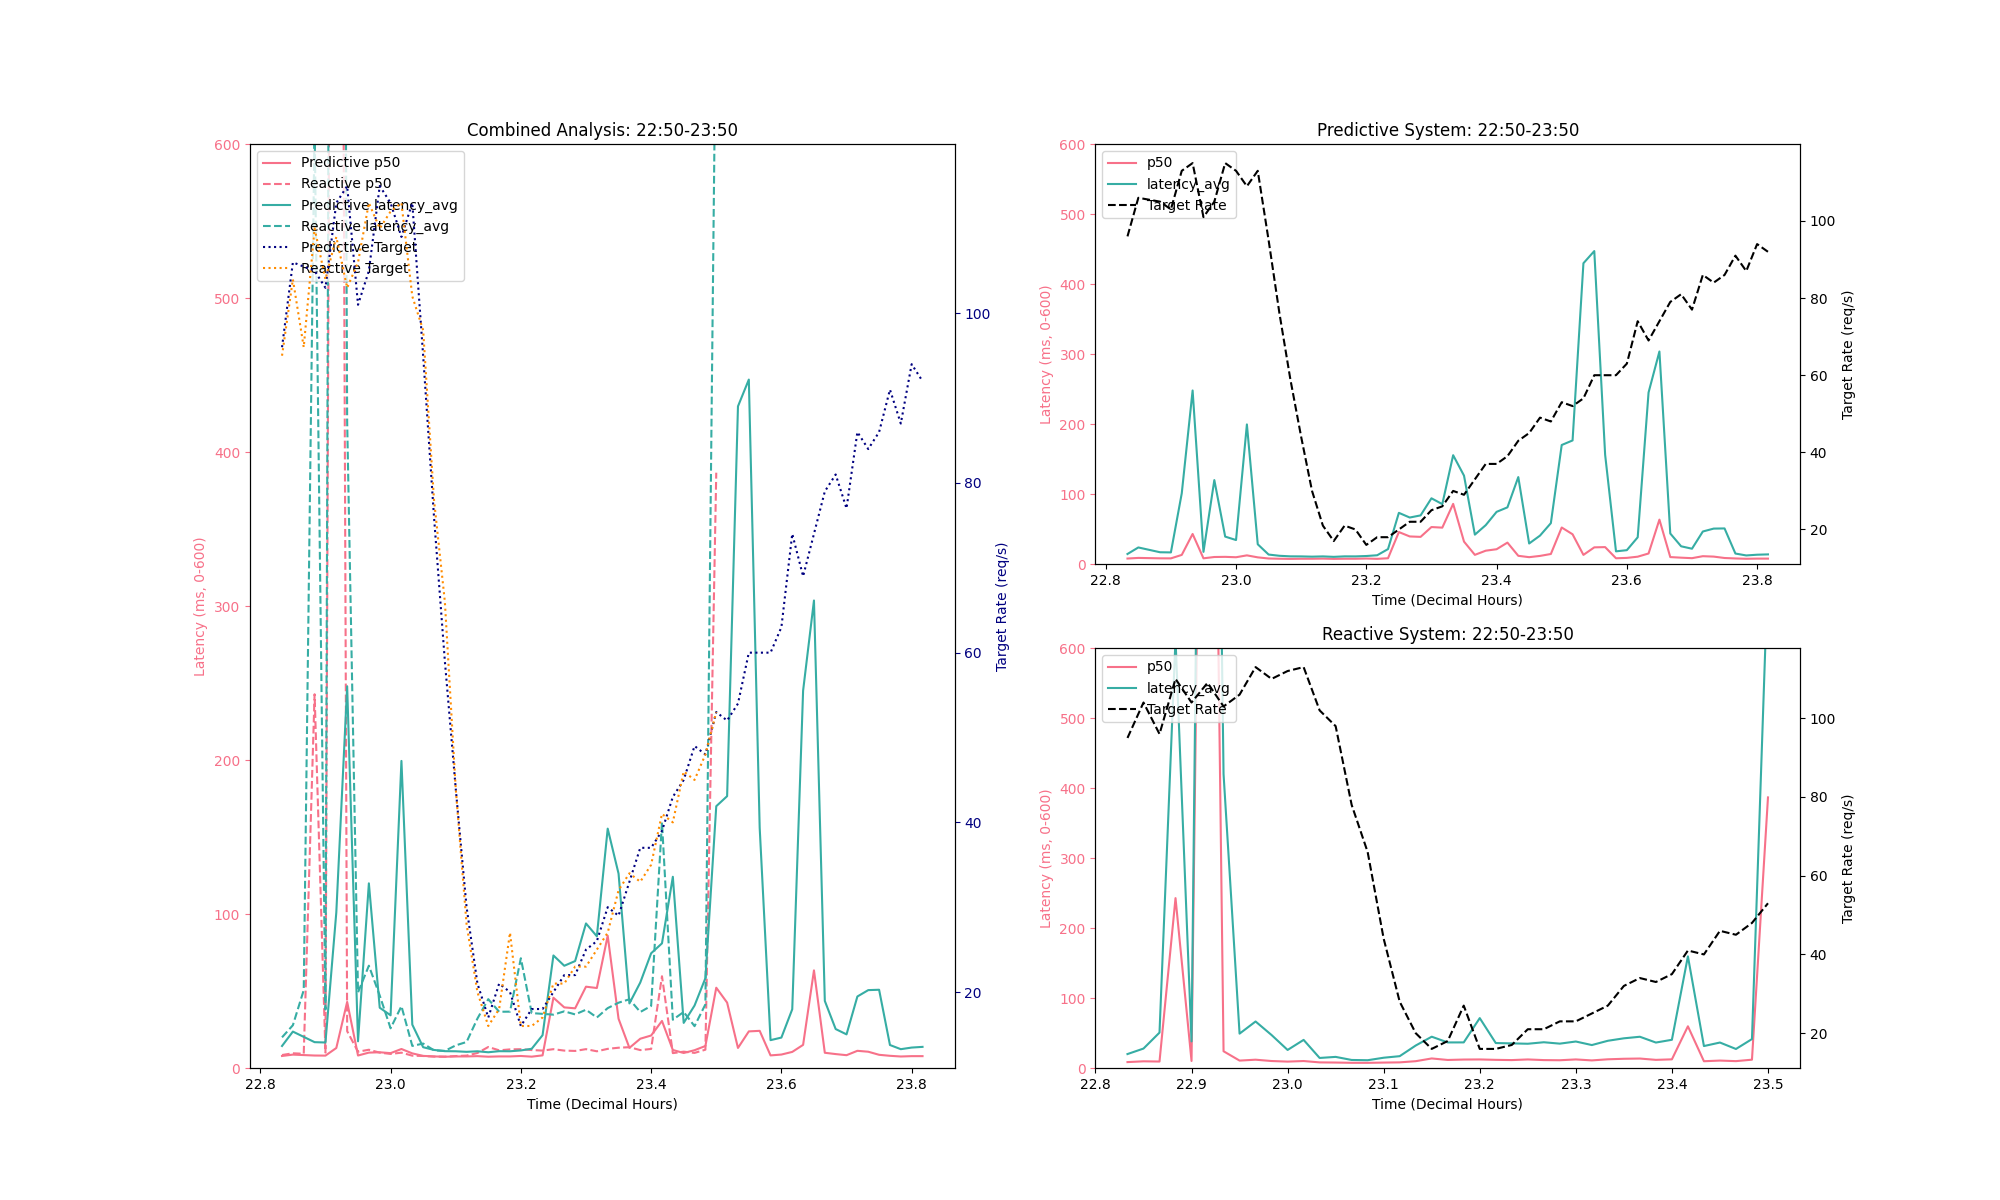 Combined Analysis: 22:50-23:50
600
500
400
300
200
100
0
Latency (ms, 0-600)
Predictive p50
Reactive p50
Predictive latency_avg
Reactive latency_avg
Predictive Target
Reactive Target
100
80
60
40
20
Target Rate (req/s)
22.8 23.0 23.2 23.4 23.6 23.8
Time (Decimal Hours)
Predictive System: 22:50-23:50
600
500
400
300
200
100
0
Latency (ms, 0-600)
p50
latency_avg
Target Rate
100
80
60
40
20
Target Rate (req/s)
22.8 23.0 23.2 23.4 23.6 23.8
Time (Decimal Hours)
Reactive System: 22:50-23:50
600
500
400
300
200
100
0
Latency (ms, 0-600)
p50
latency_avg
Target Rate
100
80
60
40
20
Target Rate (req/s)
22.8 22.9 23.0 23.1 23.2 23.3 23.4 23.5
Time (Decimal Hours)